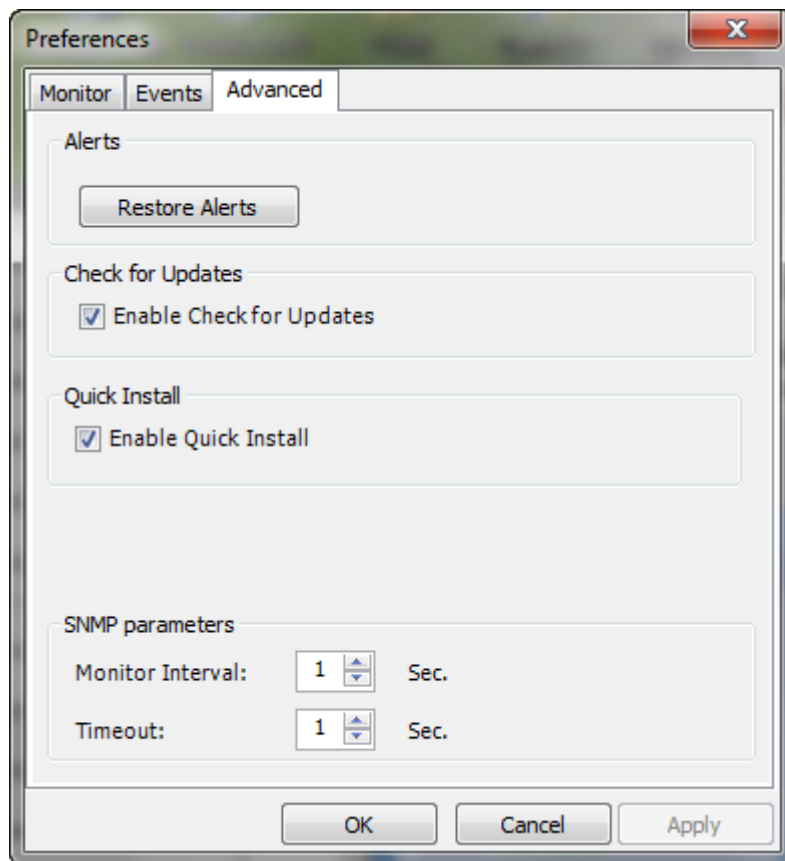 Preferences
Monitor Events Advanced
Alerts
Restore Alerts
Check for Updates
Enable Check for Updates
Quick Install
Enable Quick Install
SNMP parameters
Monitor Interval: 1 Sec.
Timeout: 1 Sec.
OK Cancel Apply